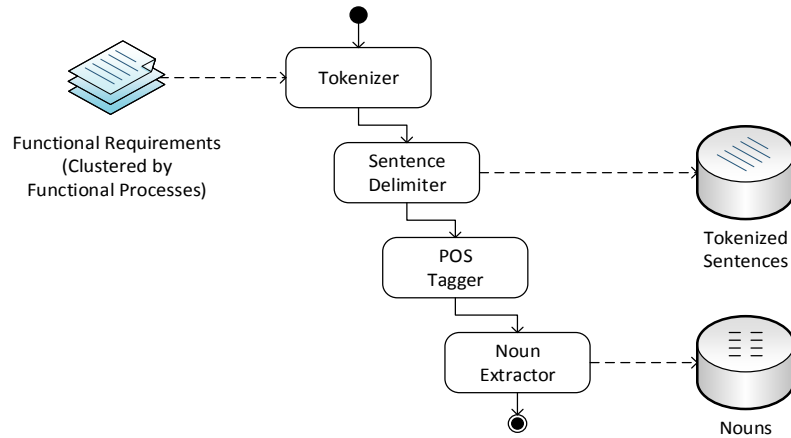 Tokenizer
Functional Requirements
(Clustered by
Functional Processes)
Sentence
Delimiter
Tokenized
Sentences
POS
Tagger
Noun
Extractor
Nouns